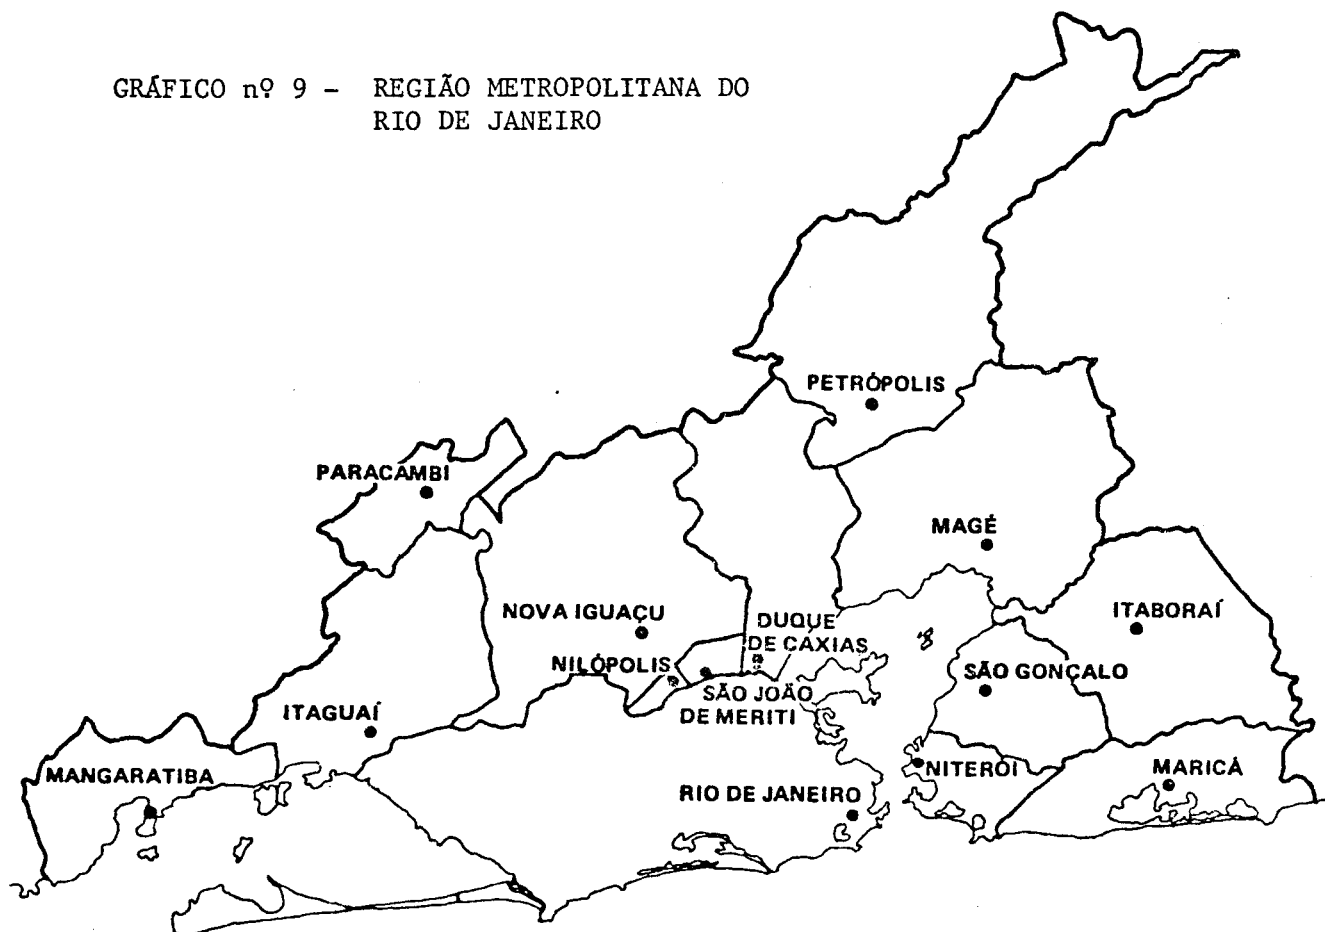 GRÁFICO nº 9 - REGIÃO METROPOLITANA DO
RIO DE JANEIRO
PETRÓPOLIS
PARACAMBI
MAGÉ
NOVA IGUAÇU
DUQUE
DE CAXIAS
ITABORAÍ
NILÓPOLIS
SÃO GONÇALO
SÃO JOÃO
DE MERITI
ITAGUAÍ
MANGARATIBA
NITEROI
MARICÁ
RIO DE JANEIRO